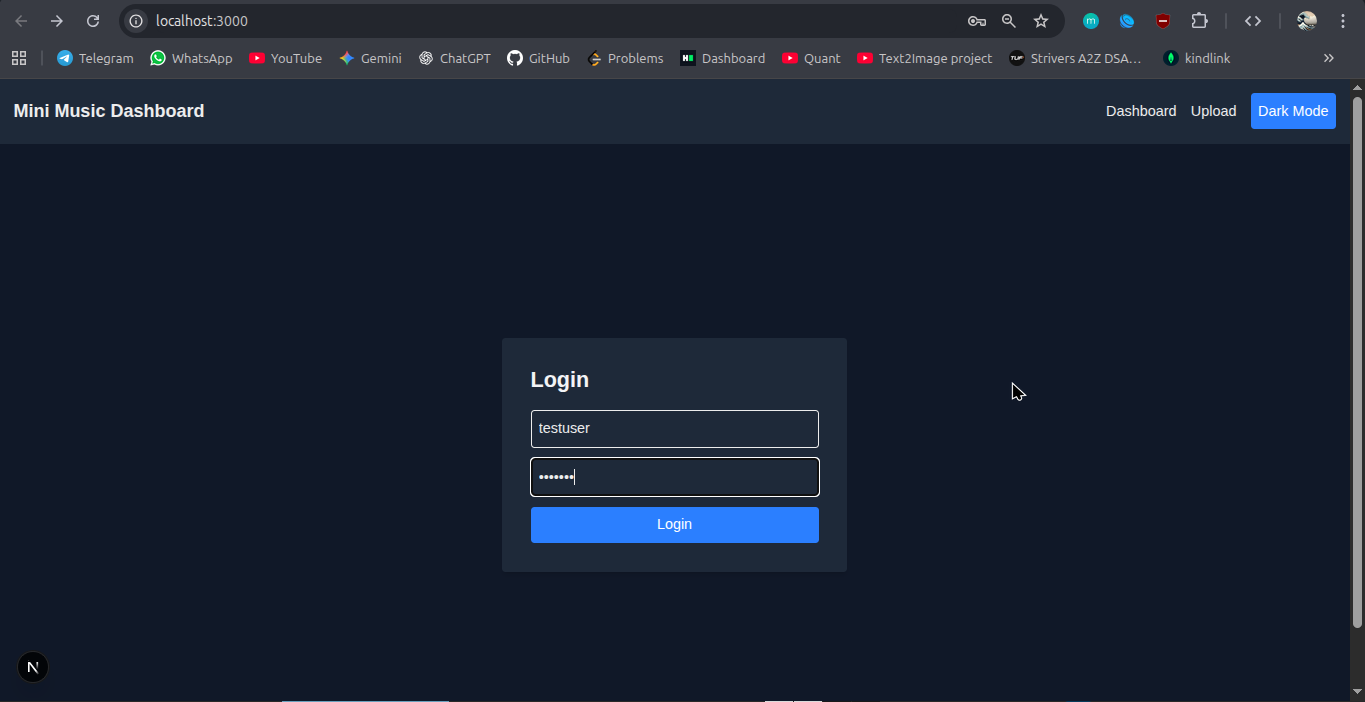 localhost:3000
Telegram WhatsApp YouTube Gemini ChatGPT GitHub Problems Dashboard Quant Text2Image project Strivers A2Z DSA… kindlink
Mini Music Dashboard Dashboard Upload Dark Mode
Login
testuser
•••••••
Login
N